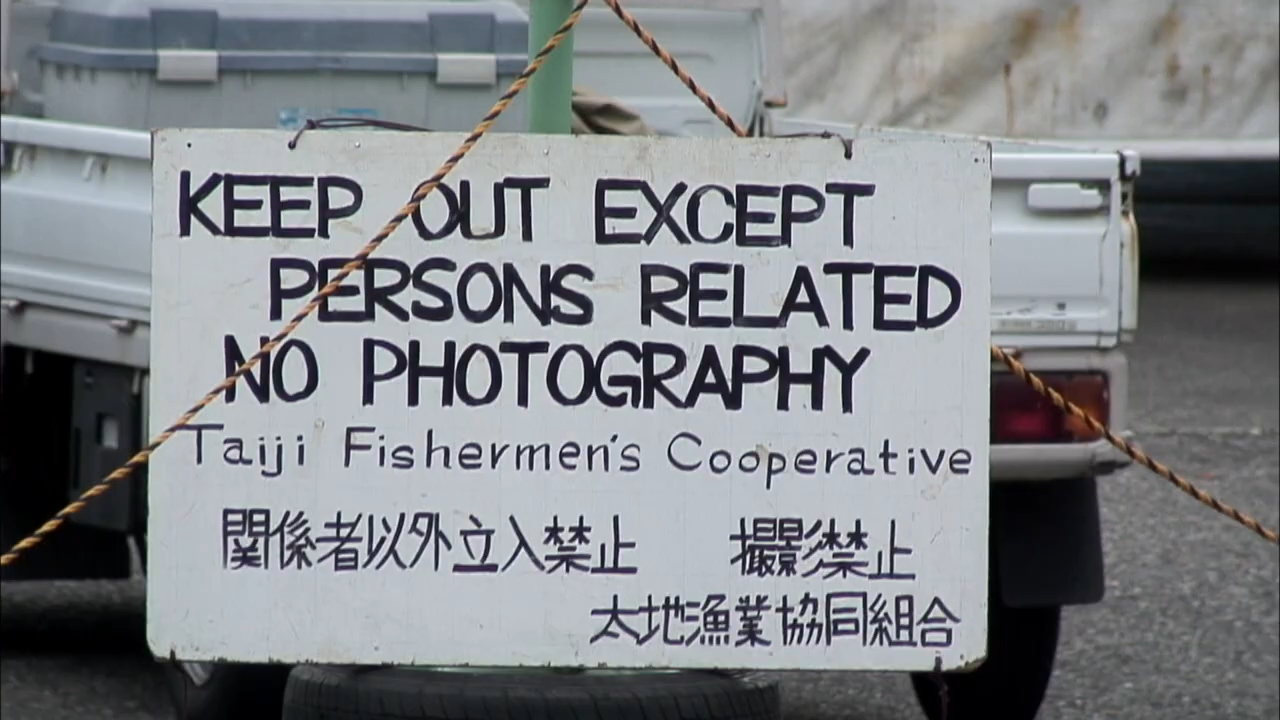 KEEP OUT EXCEPT
PERSONS RELATED
NO PHOTOGRAPHY
Taiji Fishermen's Cooperative
関係者以外立入禁止 撮影禁止
太地漁業協同組合